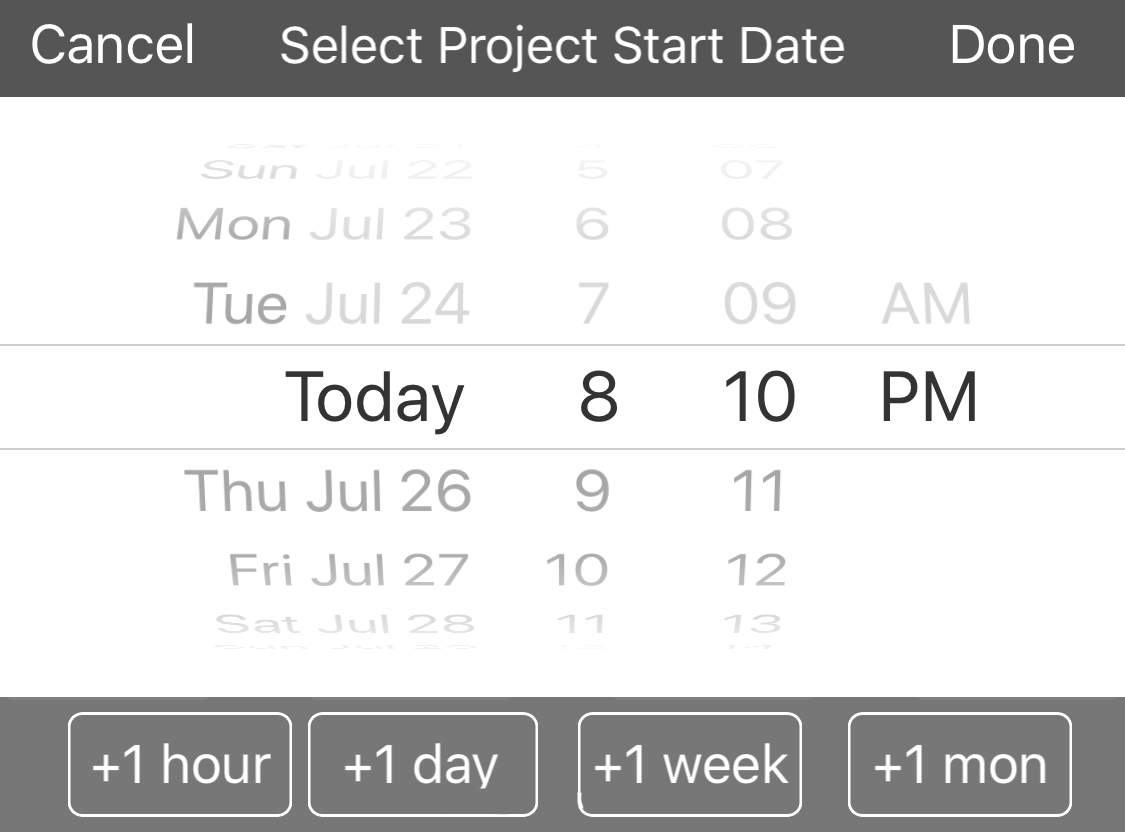 Cancel Select Project Start Date Done
Sun Jul 22 5 07
Mon Jul 23 6 08
Tue Jul 24 7 09 AM
Today 8 10 PM
Thu Jul 26 9 11
Fri Jul 27 10 12
Sat Jul 28 11 13
+1 hour +1 day +1 week +1 mon